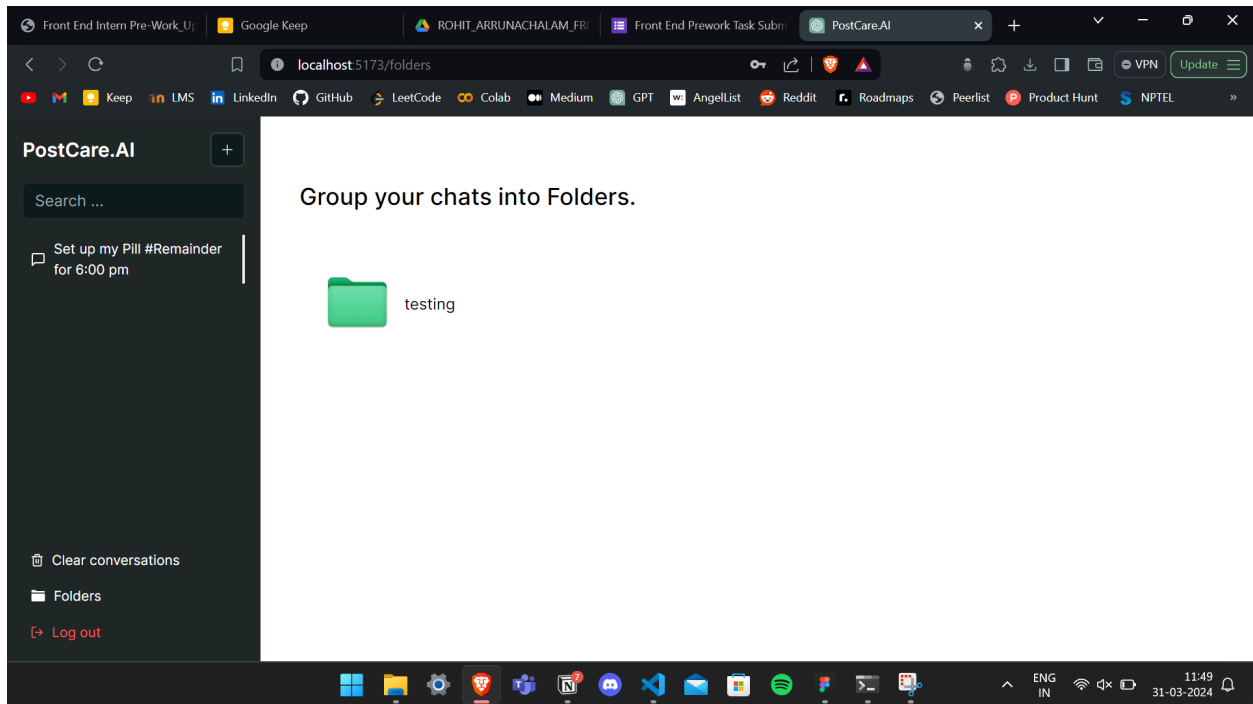 Front End Intern Pre-Work_Up
Google Keep
ROHIT_ARRUNACHALAM_FRO
Front End Prework Task Subm
PostCare.AI
localhost:5173/folders
VPN
Update
Keep
LMS
LinkedIn
GitHub
LeetCode
Colab
Medium
GPT
AngelList
Reddit
Roadmaps
Peerlist
Product Hunt
NPTEL
PostCare.AI
+
Search ...
Set up my Pill #Remainder
for 6:00 pm
Clear conversations
Folders
Log out
Group your chats into Folders.
testing
7
ENG
IN
11:49
31-03-2024